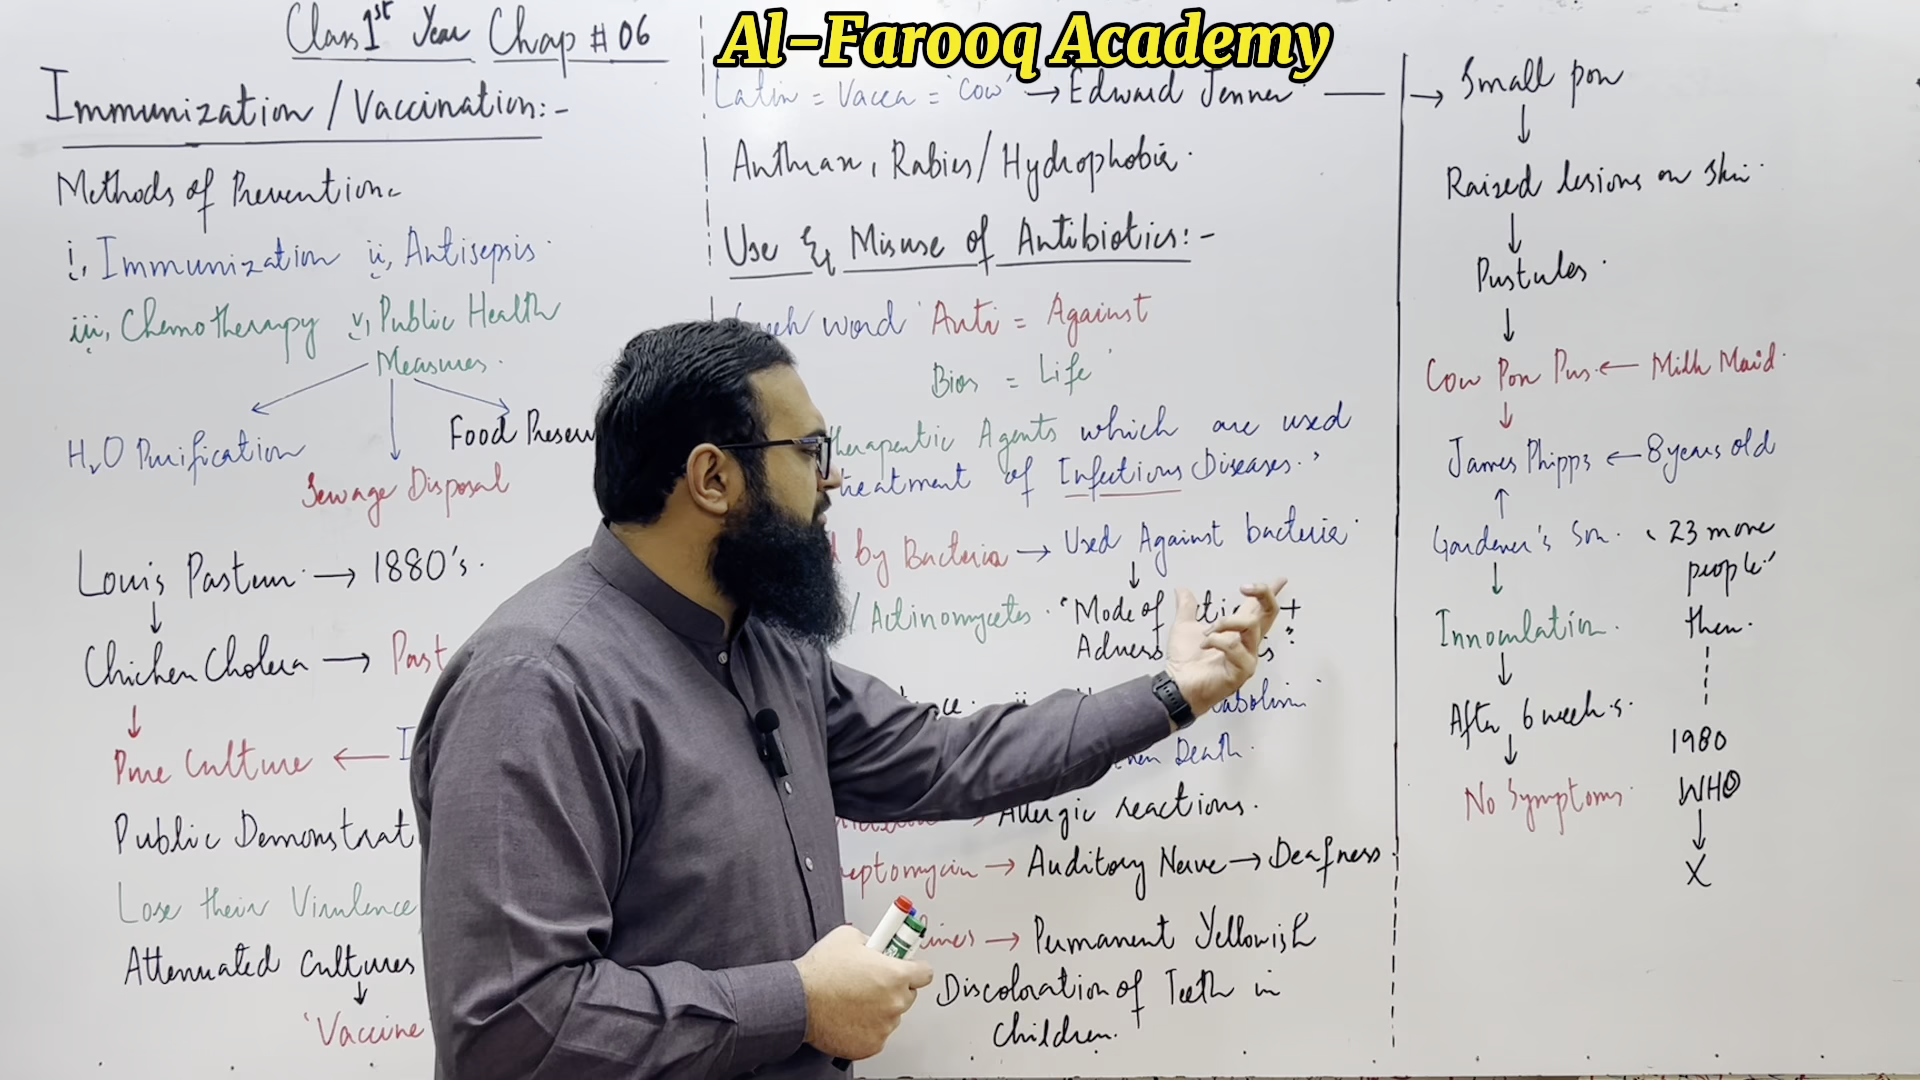 Al-Farooq Academy
Class 1st Year Chap # 06
Immunization / Vaccination:-
Methods of Prevention
i, Immunization ii, Antisepsis
iii, Chemotherapy v, Public Health
Measures.
H2O Purification
Food
Sewage Disposal
Louis Pasteur → 1880's.
Chicken Cholera →
Pure Culture ←
Public
Lose their Virulence
Attenuated Cultures
'Vaccine
Latin = Vacca = 'Cow' → Edward Jenner
Anthrax, Rabies / Hydrophobia.
Use & Misuse of Antibiotics:-
word 'Anti = Against
Bios = Life'
Agents which are used
treatment of Infectious Diseases."
by Bacteria → Used Against bacteria
/ Actinomycetes. "Mode of +
Death.
→ Allergic reactions.
→ Auditory Nerve → Deafness.
→ Permanent Yellowish
Discoloration of Teeth in
Children.
→ Small pox
Raised lesions on skin.
Pustules.
Cow Pox Pus. ← Milk Maid.
James Phipps ← 8 years old
Gardener's Son. "23 more
people"
Innoculation. then.
After 6 weeks.
1980
No Symptoms. WHO
X